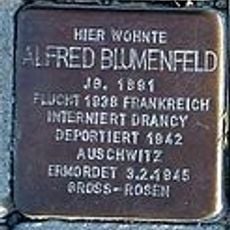 HIER WOHNTE
ALFRED BLUMENFELD
JG. 1891
FLUCHT 1938 FRANKREICH
INTERNIERT DRANCY
DEPORTIERT 1942
AUSCHWITZ
ERMORDET 3.2.1945
GROSS-ROSEN